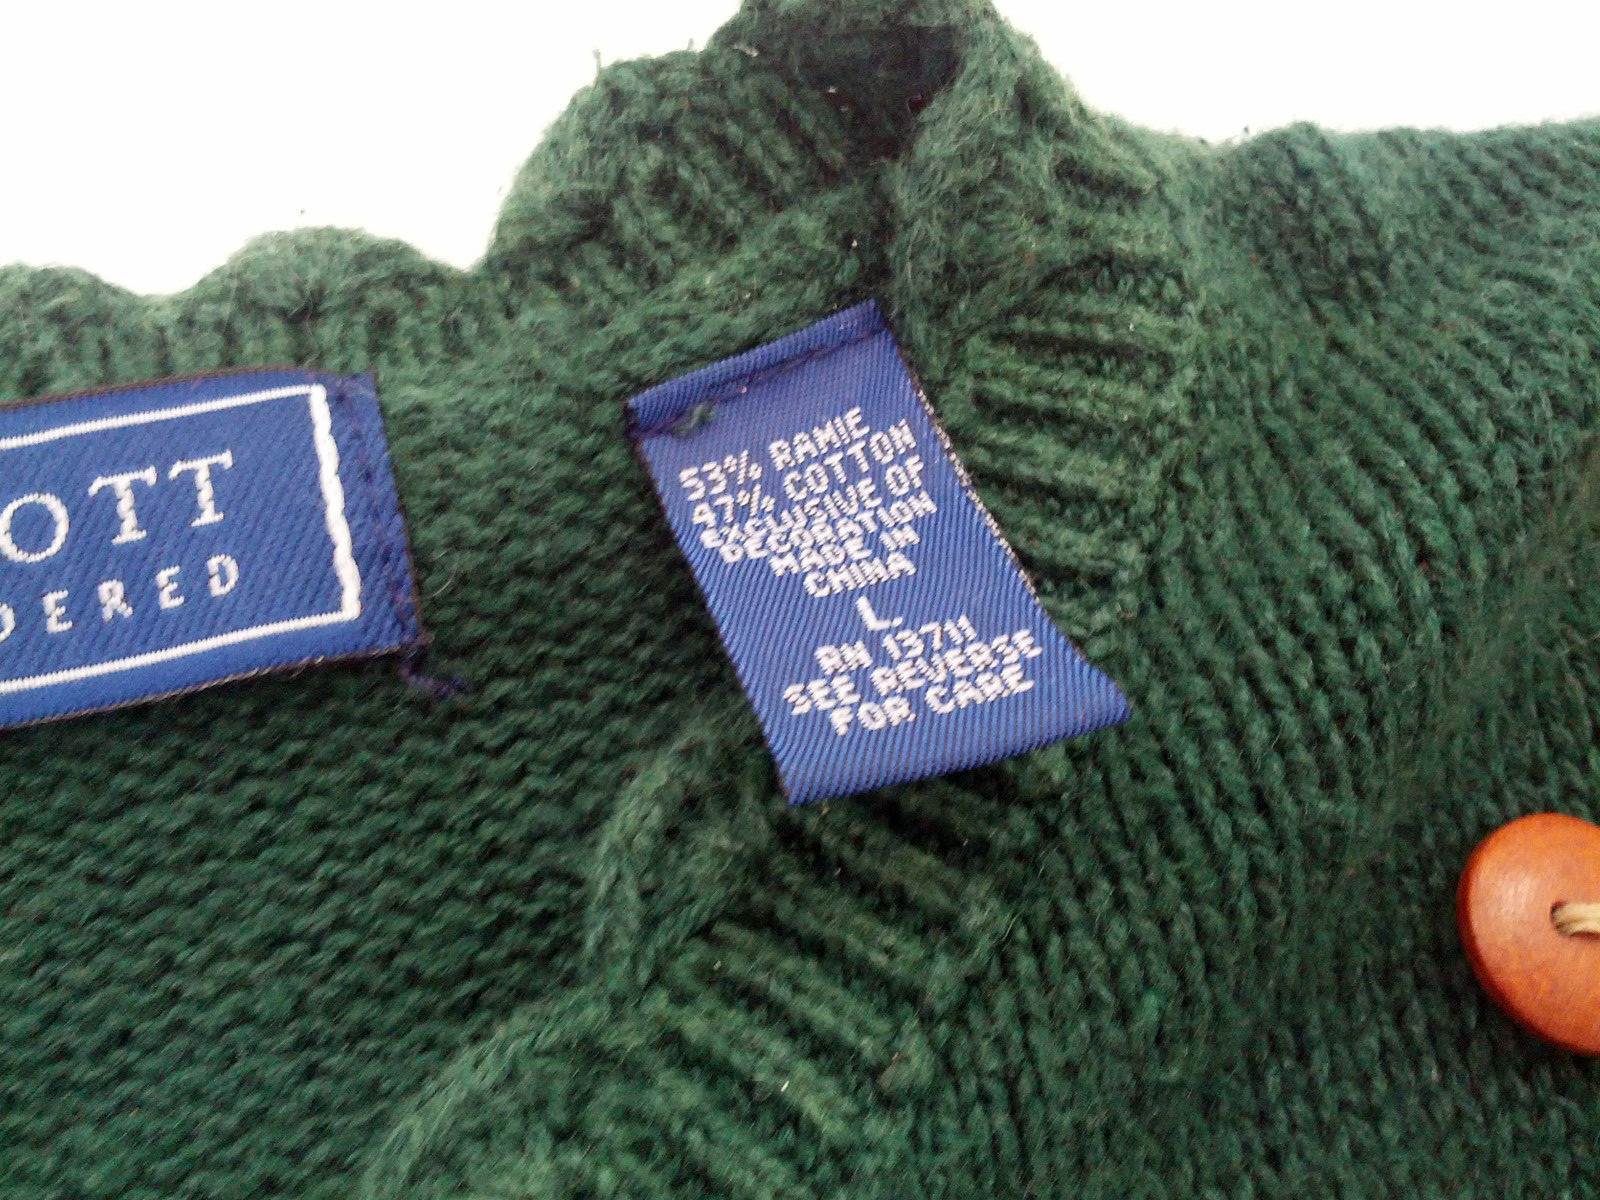 OTT
DERED
53% RAMIE
47% COTTON
EXCLUSIVE OF
DECORATION
MADE IN
CHINA
L
RN 13711
SEE REVERSE
FOR CARE